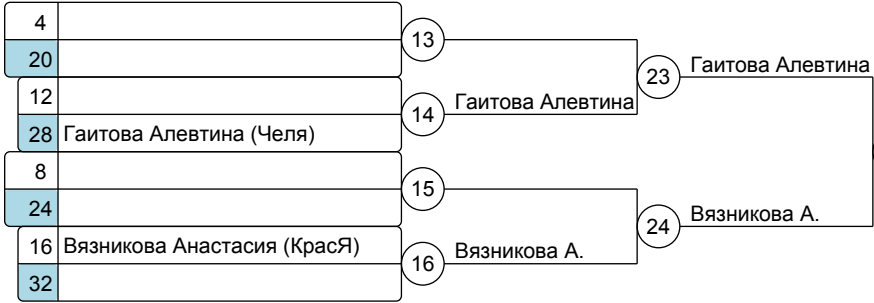 4
13
20
23 Гаитова Алевтина
12
14 Гаитова Алевтина
28 Гаитова Алевтина (Челя)
8
15
24
24 Вязникова А.
16 Вязникова Анастасия (КрасЯ)
16 Вязникова А.
32